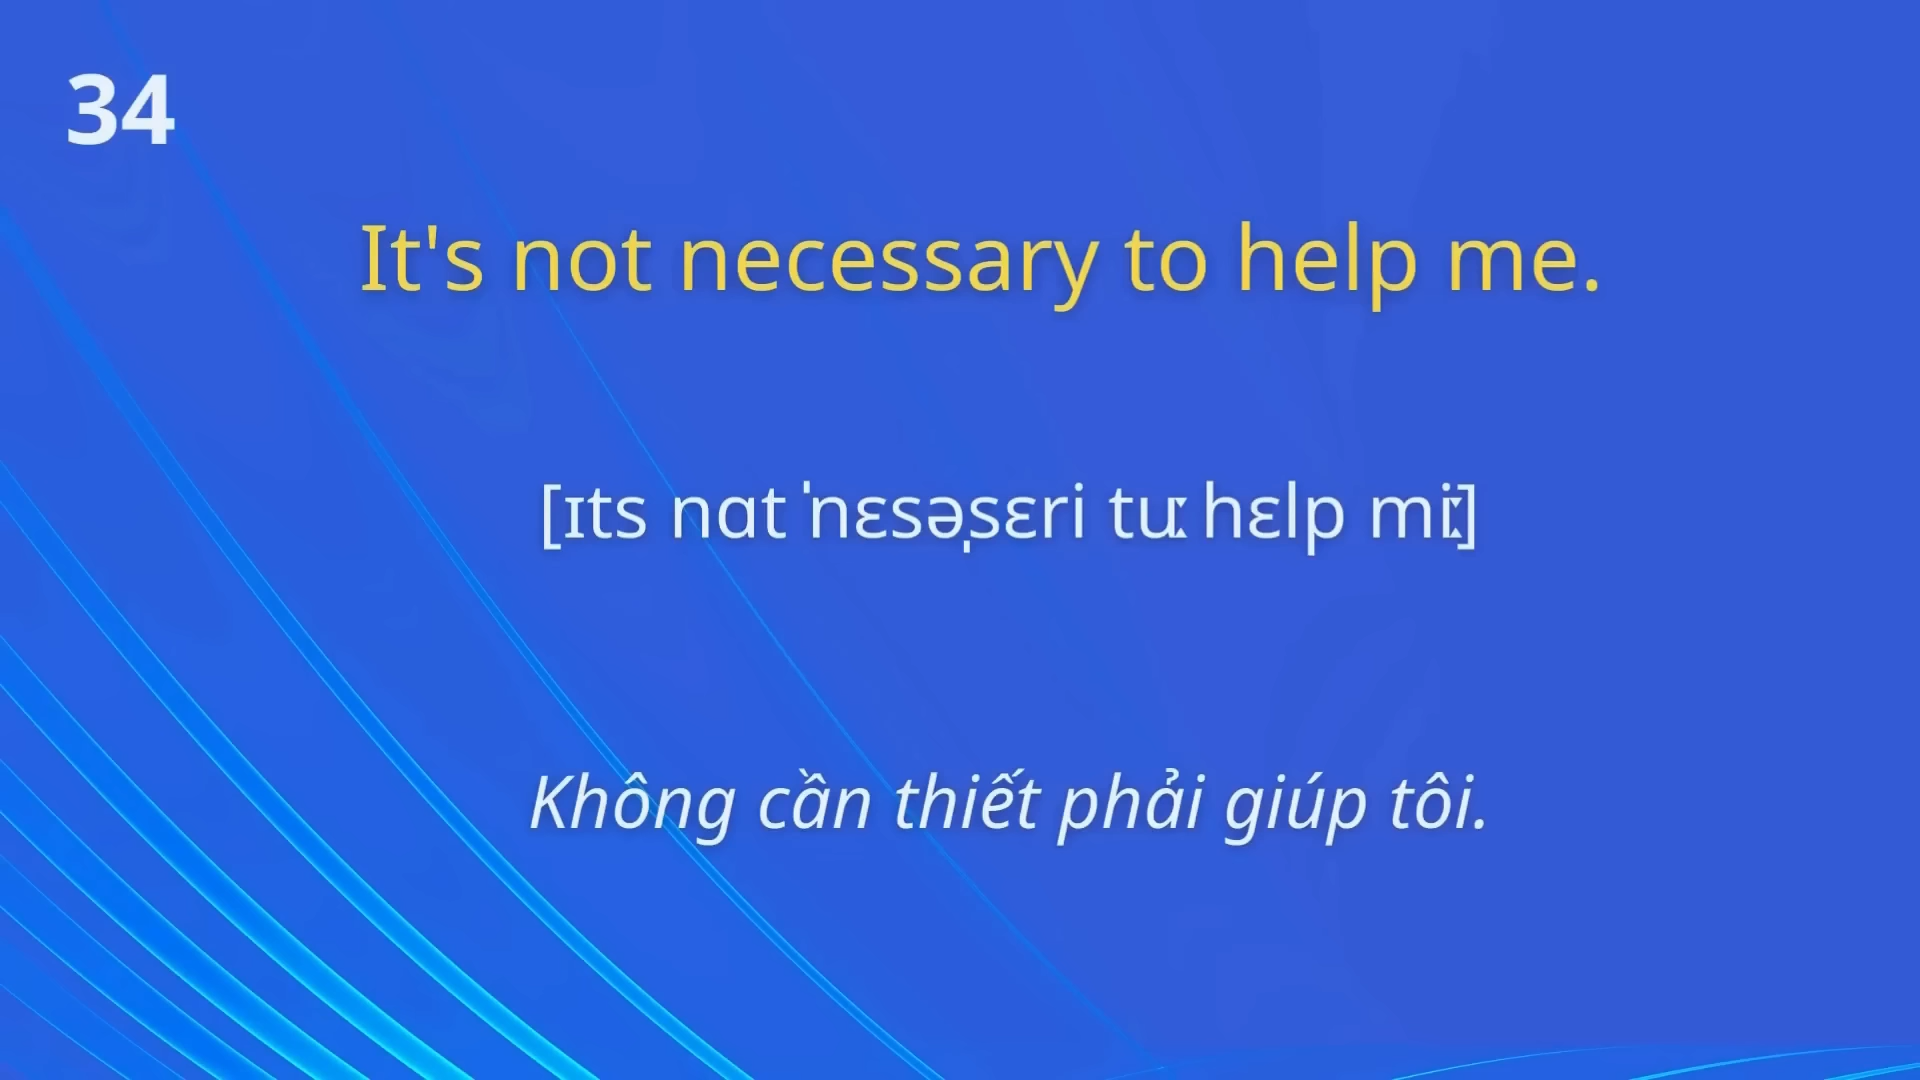 34
It's not necessary to help me.
[ɪts nɑt ˈnɛsəˌsɛri tuː hɛlp miː]
Không cần thiết phải giúp tôi.